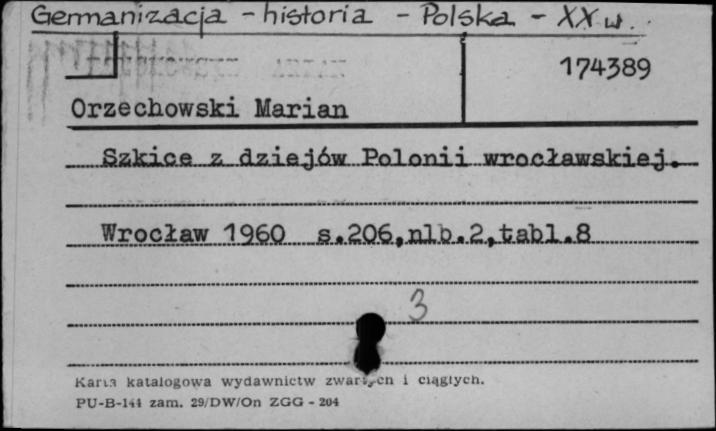 Germanizacja - historia - Polska - XX w.
174389
Orzechowski Marian
Szkice z dziejów Polonii wrocławskiej.
Wrocław 1960 s.206,nlb.2,tabl.8
3
Karta katalogowa wydawnictw zwartych i ciągłych.
PU-B-144 zam. 29/DW/On ZGG - 204